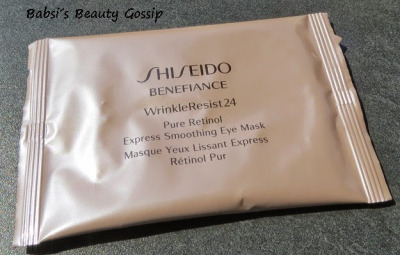 Babsi's Beauty Gossip
SHISEIDO
BENEFIANCE
WrinkleResist24
Pure Retinol
Express Smoothing Eye Mask
Masque Yeux Lissant Express
Rétinol Pur